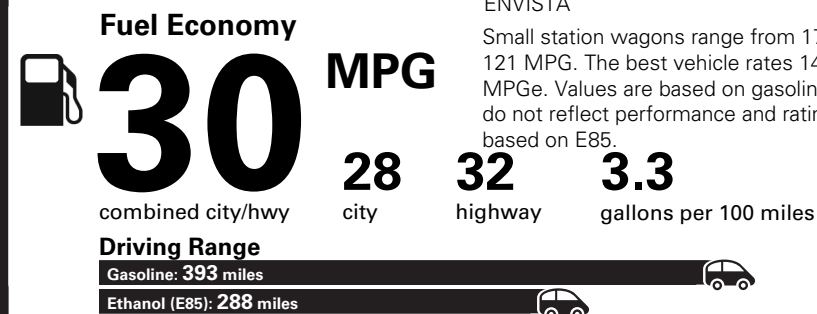 ENVISTA
Fuel Economy
30
MPG
Small station wagons range from
121 MPG. The best vehicle rates
MPGe. Values are based on
do not reflect performance and
based on E85.
combined city/hwy
28
city
32
highway
3.3
gallons per 100 miles
Driving Range
Gasoline: 393 miles
Ethanol (E85): 288 miles